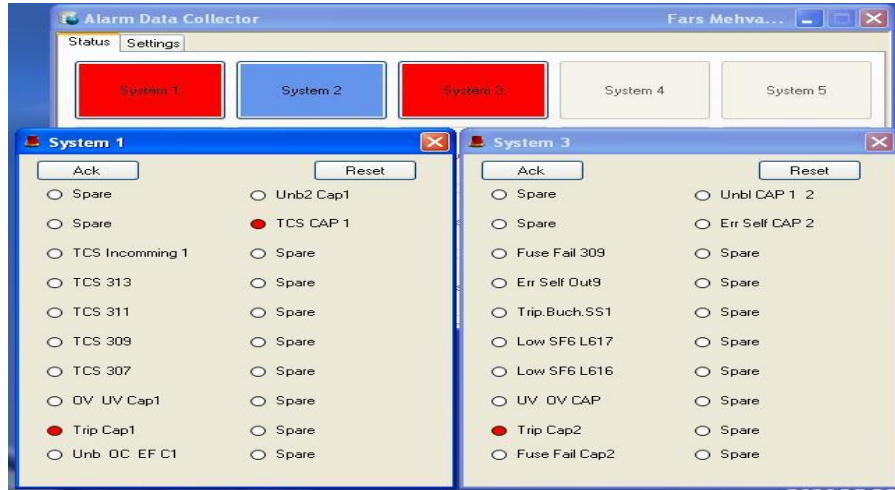 Alarm Data Collector Fars Mehva...
Status Settings
System 1 System 2 System 3 System 4 System 5
System 1
Ack Reset
Spare Unb2 Cap1
Spare TCS CAP 1
TCS Incomming 1 Spare
TCS 313 Spare
TCS 311 Spare
TCS 309 Spare
TCS 307 Spare
OV UV Cap1 Spare
Trip Cap1 Spare
Unb OC EF C1 Spare
System 3
Ack Reset
Spare Unbl CAP 1 2
Spare Err Self CAP 2
Fuse Fail 309 Spare
Err Self Out9 Spare
Trip.Buch.SS1 Spare
Low SF6 L617 Spare
Low SF6 L616 Spare
UV OV CAP Spare
Trip Cap2 Spare
Fuse Fail Cap2 Spare